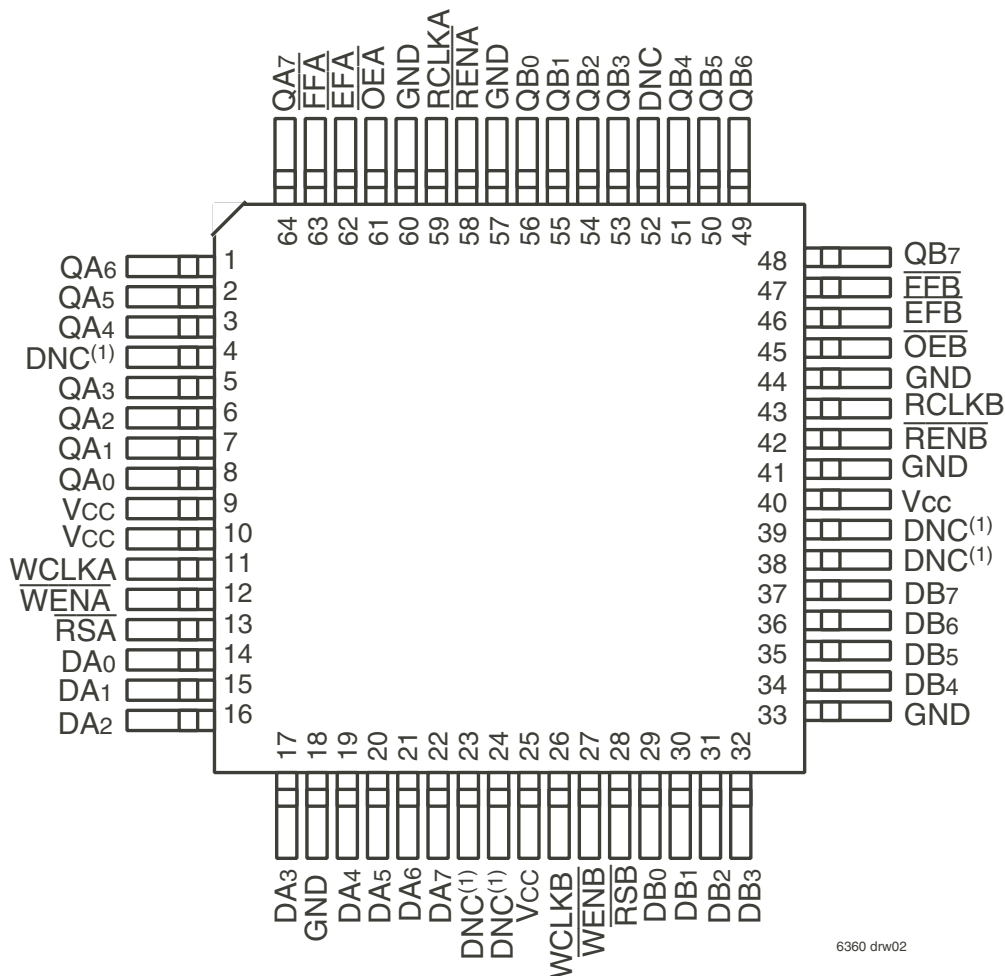 QA7
FFA
EFA
OEA
GND
RCLKA
RENA
GND
QB0
QB1
QB2
QB3
DNC
QB4
QB5
QB6
64
63
62
61
60
59
58
57
56
55
54
53
52
51
50
49
QA6 1
QA5 2
QA4 3
DNC(1) 4
QA3 5
QA2 6
QA1 7
QA0 8
VCC 9
VCC 10
WCLKA 11
WENA 12
RSA 13
DA0 14
DA1 15
DA2 16
48 QB7
47 FFB
46 EFB
45 OEB
44 GND
43 RCLKB
42 RENB
41 GND
40 Vcc
39 DNC(1)
38 DNC(1)
37 DB7
36 DB6
35 DB5
34 DB4
33 GND
17
18
19
20
21
22
23
24
25
26
27
28
29
30
31
32
DA3
GND
DA4
DA5
DA6
DA7
DNC(1)
DNC(1)
VCC
WCLKB
WENB
RSB
DB0
DB1
DB2
DB3
6360 drw02